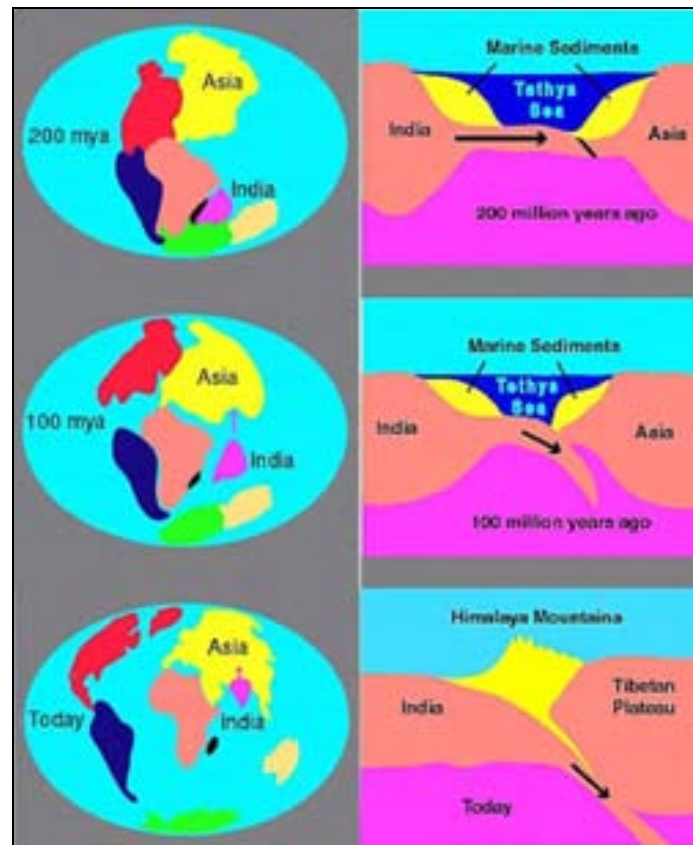 Asia
200 mya
India
Marine Sediments
Tethys
Sea
India
Asia
200 million years ago
Asia
100 mya
India
Marine Sediments
Tethys
Sea
India
Asia
100 million years ago
Asia
Today
India
Himalaya Mountains
India
Tibetan
Plateau
Today